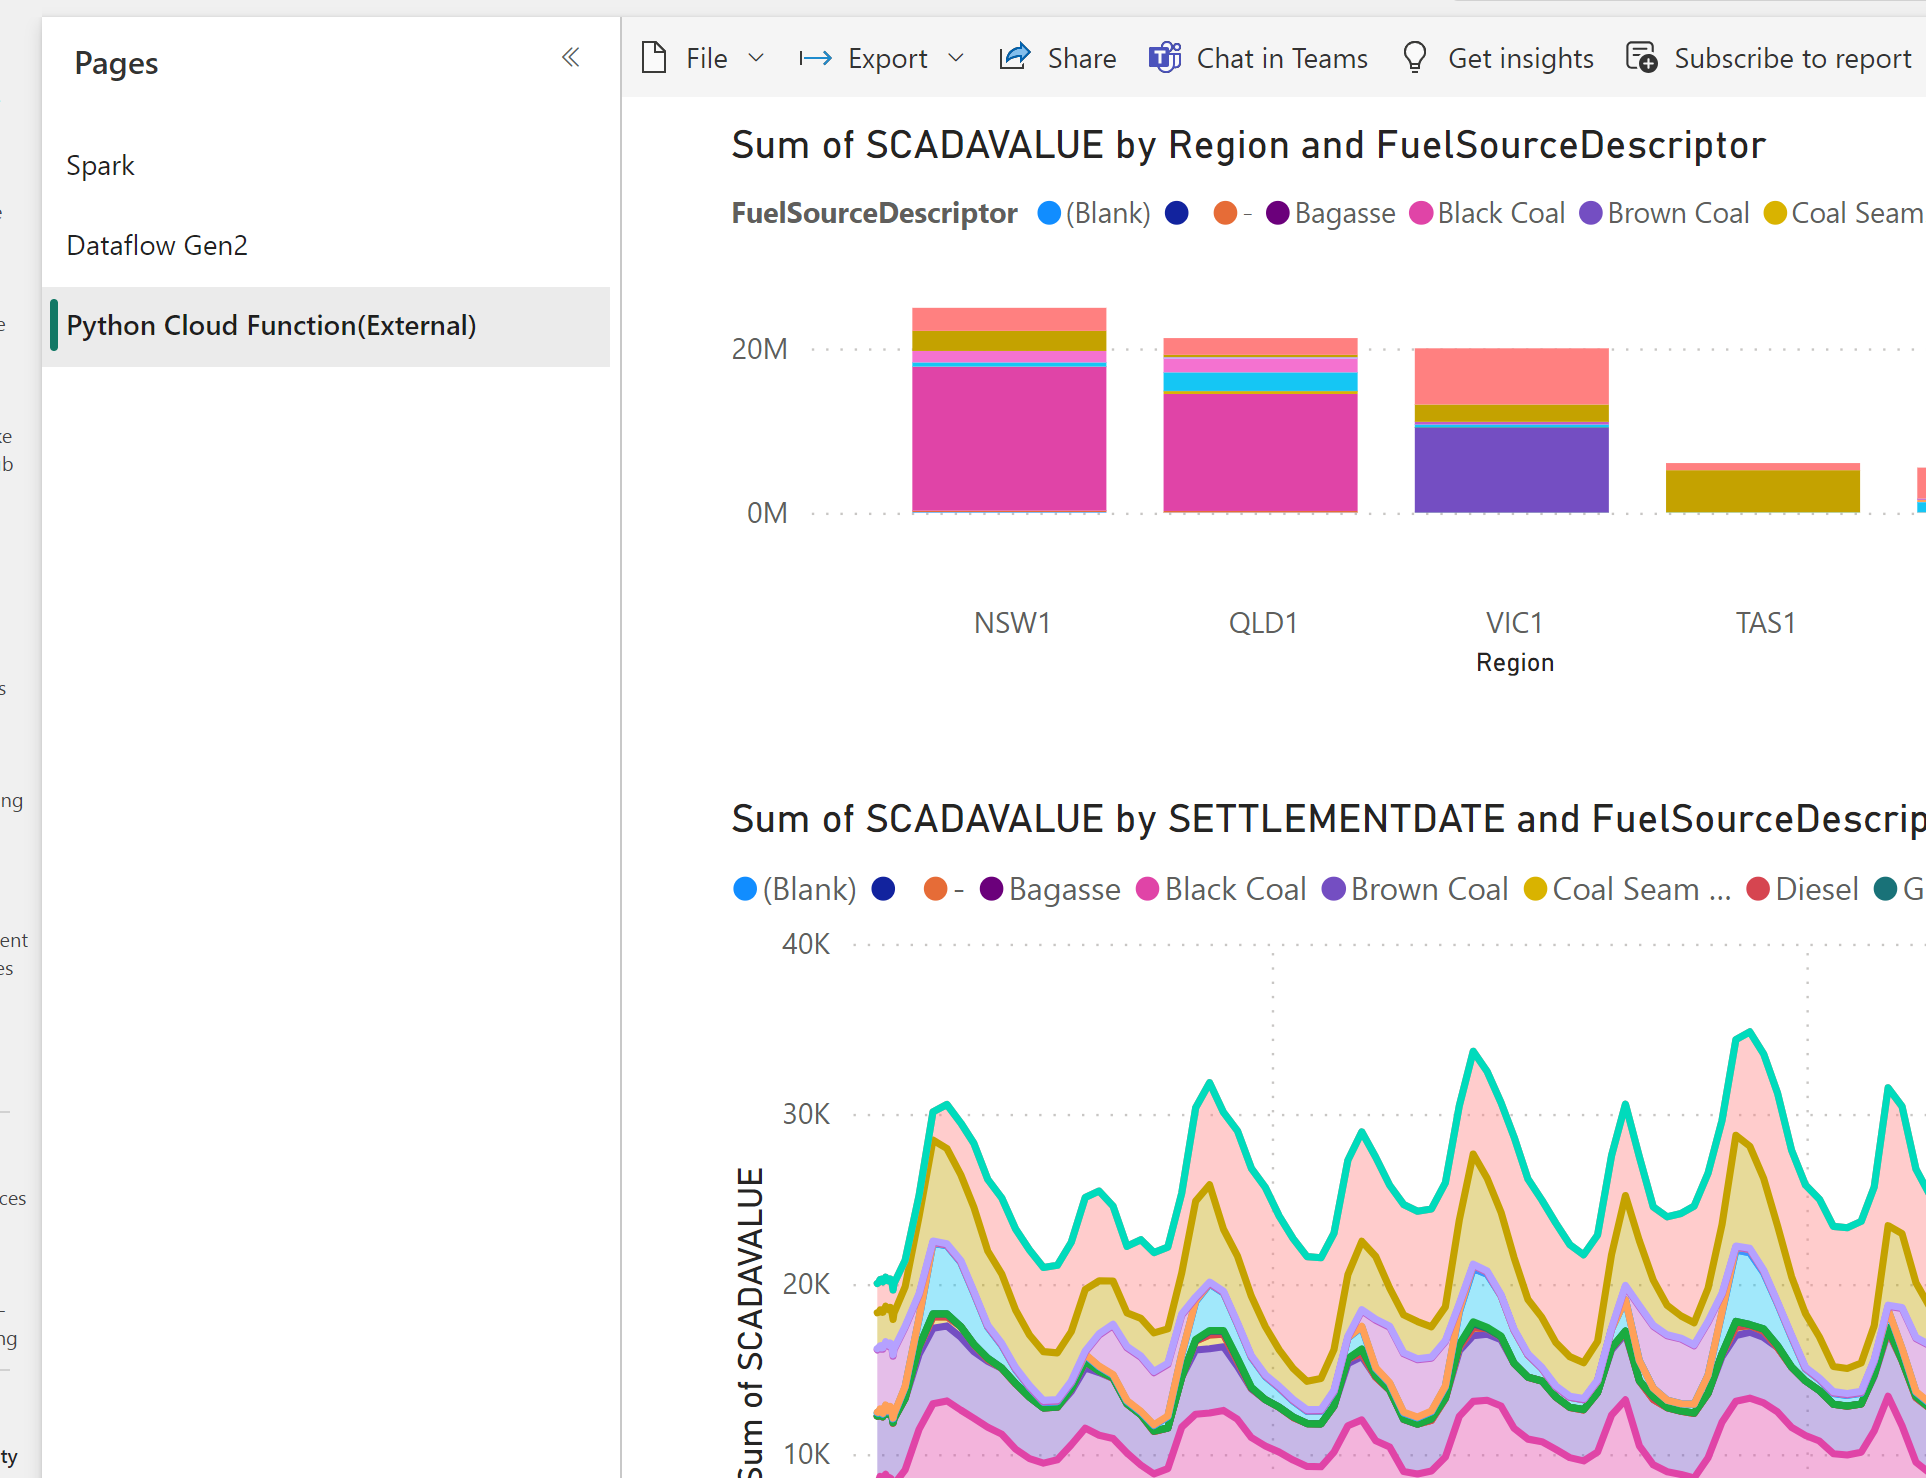 Pages
Spark
Dataflow Gen2
Python Cloud Function(External)
File Export Share Chat in Teams Get insights Subscribe to report
Sum of SCADAVALUE by Region and FuelSourceDescriptor
FuelSourceDescriptor (Blank) - Bagasse Black Coal Brown Coal Coal Seam
20M
0M
NSW1 QLD1 VIC1 TAS1
Region
Sum of SCADAVALUE by SETTLEMENTDATE and FuelSourceDescrip
(Blank) - Bagasse Black Coal Brown Coal Coal Seam ... Diesel G
40K
30K
20K
10K
Sum of SCADAVALUE